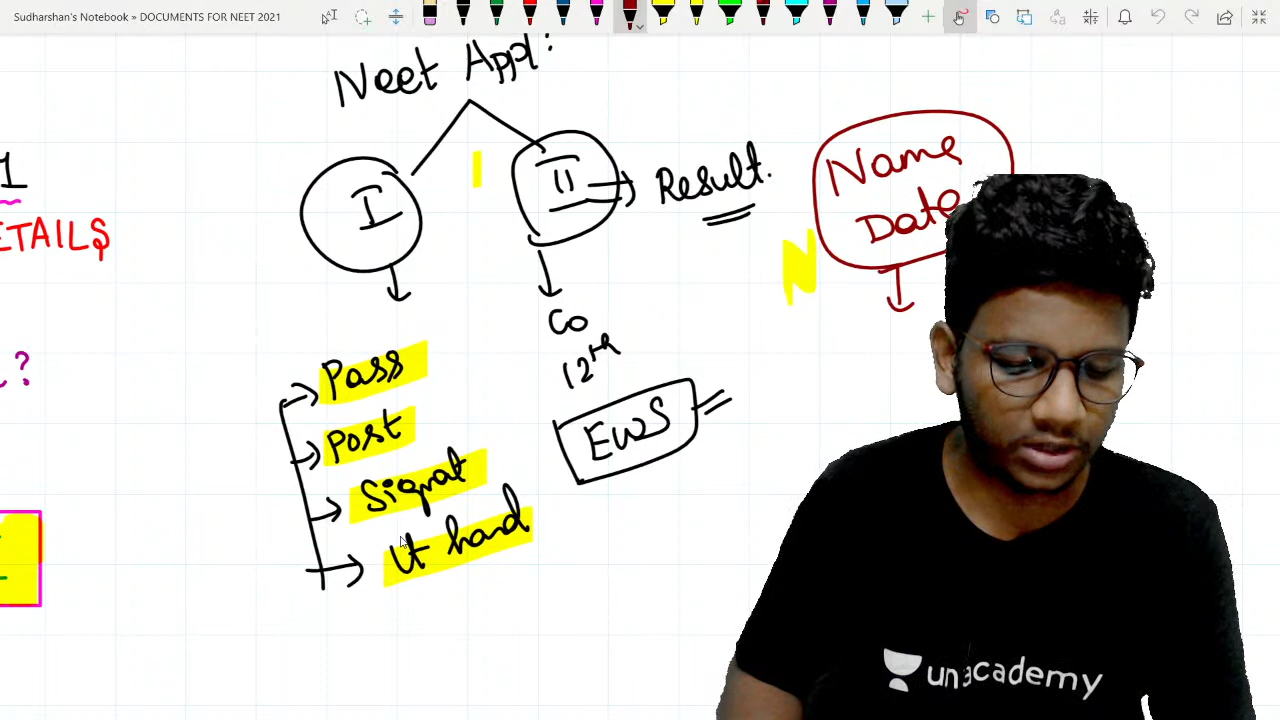 Sudharshan's Notebook » DOCUMENTS FOR NEET 2021
Neet Appl:
1
ETAILS
I
II
Result.
Name
Date
N
Co
12th
?
Pass
Post
Signat
Lt hand
EWS
unacademy